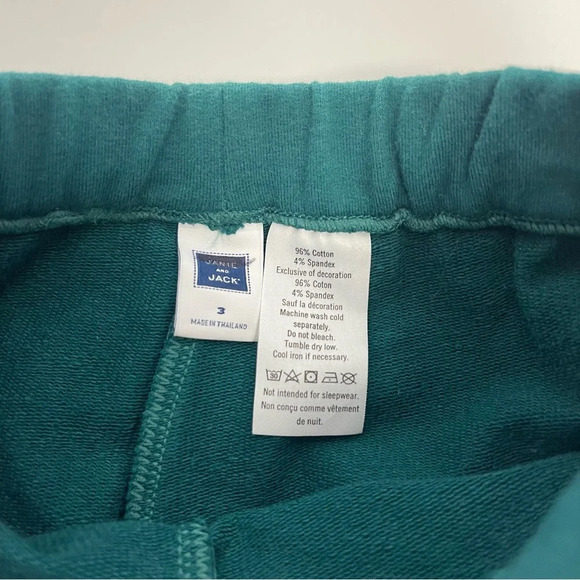 JANIE
AND
JACK
3
MADE IN THAILAND
96% Cotton
4% Spandex
Exclusive of decoration
96% Coton
4% Spandex
Sauf la décoration
Machine wash cold
separately.
Do not bleach.
Tumble dry low.
Cool iron if necessary.
30
Not intended for sleepwear.
Non conçu comme vêtement
de nuit.